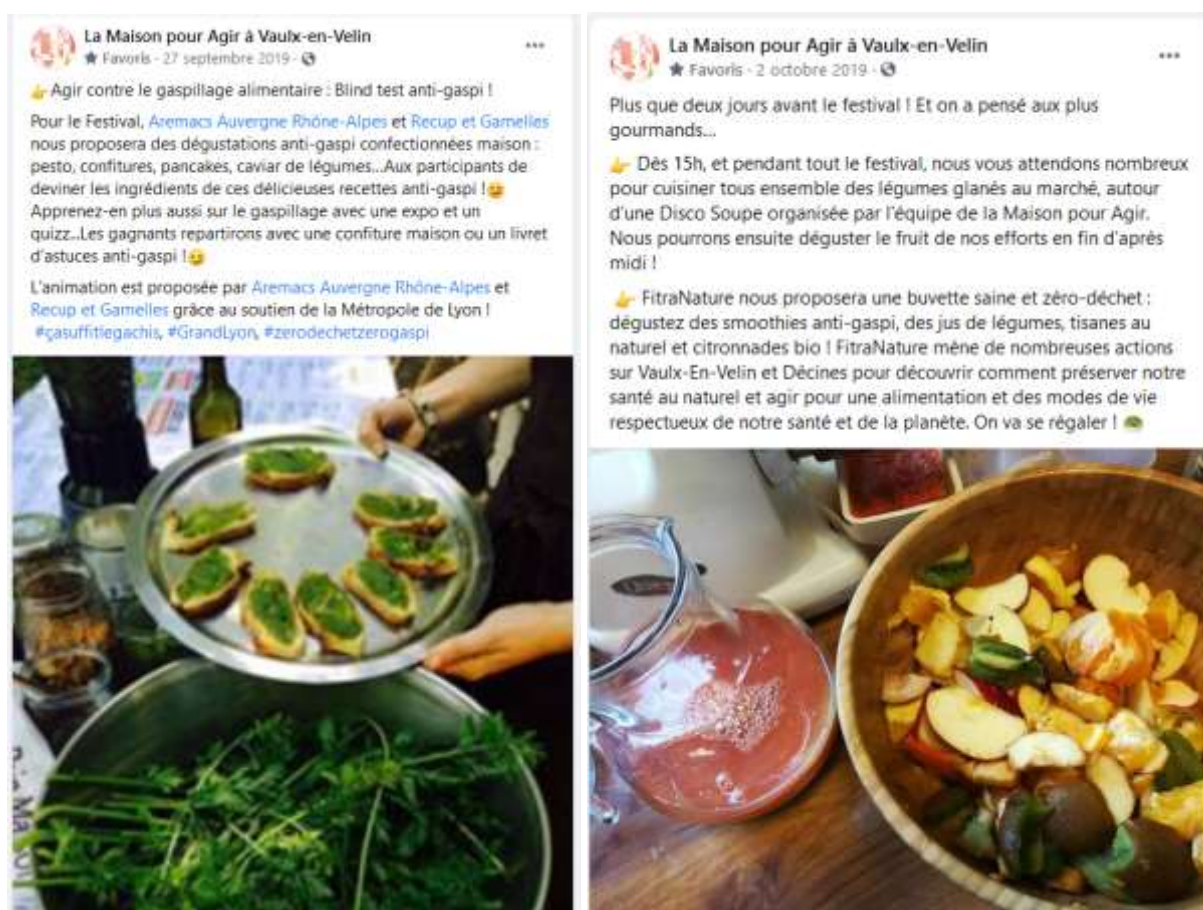 La Maison pour Agir à Vaulx-en-Velin
★ Favoris · 27 septembre 2019 ·
👉 Agir contre le gaspillage alimentaire : Blind test anti-gaspi !
Pour le Festival, Aremacs Auvergne Rhône-Alpes et Recup et Gamelles
nous proposera des dégustations anti-gaspi confectionnées maison :
pesto, confitures, pancakes, caviar de légumes...Aux participants de
deviner les ingrédients de ces délicieuses recettes anti-gaspi !😀
Apprenez-en plus aussi sur le gaspillage avec une expo et un
quizz...Les gagnants repartirons avec une confiture maison ou un livret
d'astuces anti-gaspi !😀
L'animation est proposée par Aremacs Auvergne Rhône-Alpes et
Recup et Gamelles grâce au soutien de la Métropole de Lyon !
#çasuffitlegachis, #GrandLyon, #zerodechetzerogaspi
La Maison pour Agir à Vaulx-en-Velin
★ Favoris · 2 octobre 2019 ·
Plus que deux jours avant le festival ! Et on a pensé aux plus
gourmands...
👉 Dès 15h, et pendant tout le festival, nous vous attendons nombreux
pour cuisiner tous ensemble des légumes glanés au marché, autour
d'une Disco Soupe organisée par l'équipe de la Maison pour Agir.
Nous pourrons ensuite déguster le fruit de nos efforts en fin d'après
midi !
👉 FitraNature nous proposera une buvette saine et zéro-déchet :
dégustez des smoothies anti-gaspi, des jus de légumes, tisanes au
naturel et citronnades bio ! FitraNature mène de nombreuses actions
sur Vaulx-En-Velin et Décines pour découvrir comment préserver notre
santé au naturel et agir pour une alimentation et des modes de vie
respectueux de notre santé et de la planète. On va se régaler !